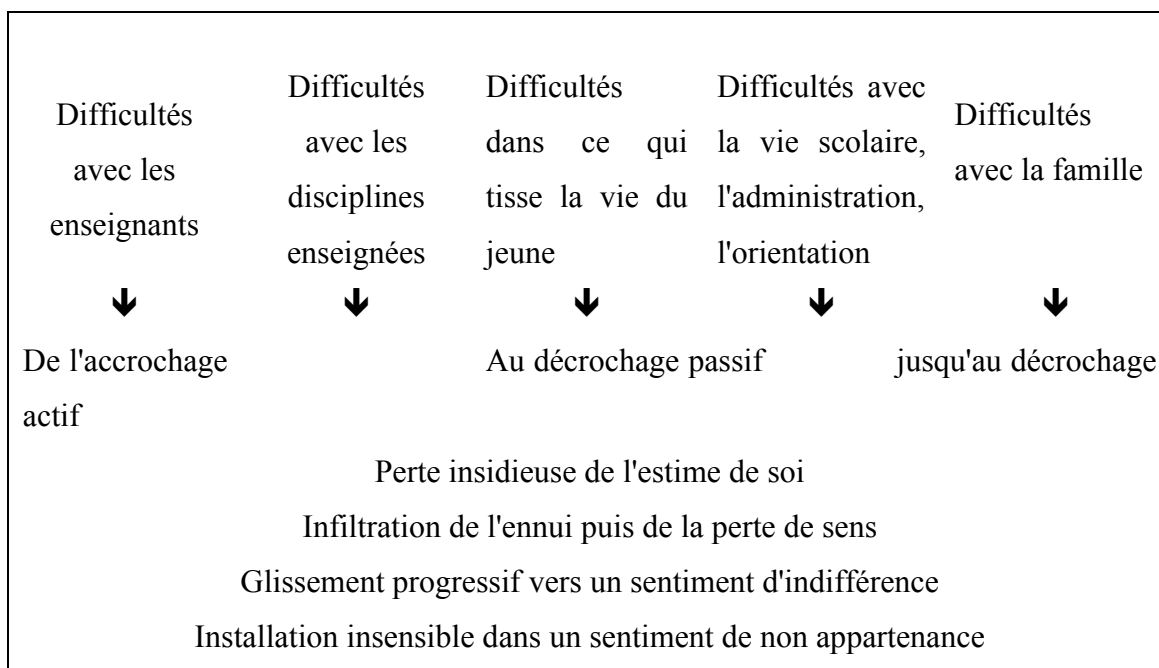 Difficultés
avec les
enseignants
Difficultés
avec les
disciplines
enseignées
Difficultés
dans ce qui
tisse la vie du
jeune
Difficultés avec
la vie scolaire,
l'administration,
l'orientation
Difficultés
avec la famille
De l'accrochage
actif
Au décrochage passif
jusqu'au décrochage
Perte insidieuse de l'estime de soi
Infiltration de l'ennui puis de la perte de sens
Glissement progressif vers un sentiment d'indifférence
Installation insensible dans un sentiment de non appartenance